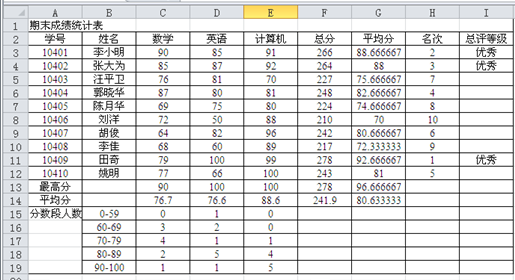 A B C D E F G H I
1 期末成绩统计表
2 学号 姓名 数学 英语 计算机 总分 平均分 名次 总评等级
3 10401 李小明 90 85 91 266 88.666667 2 优秀
4 10402 张大为 85 87 92 264 88 3 优秀
5 10403 汪平卫 76 81 70 227 75.666667 7
6 10404 郭晓华 87 80 81 248 82.666667 4
7 10405 陈月华 69 75 80 224 74.666667 8
8 10406 刘洋 72 50 88 210 70 10
9 10407 胡俊 64 82 96 242 80.666667 6
10 10408 李佳 68 60 89 217 72.333333 9
11 10409 田奇 79 100 99 278 92.666667 1 优秀
12 10410 姚明 77 66 100 243 81 5
13 最高分 90 100 100 278 96.666667
14 平均分 76.7 76.6 88.6 241.9 80.633333
15 分数段人数 0-59 0 1 0
16 60-69 3 2 0
17 70-79 4 1 1
18 80-89 2 5 4
19 90-100 1 1 5